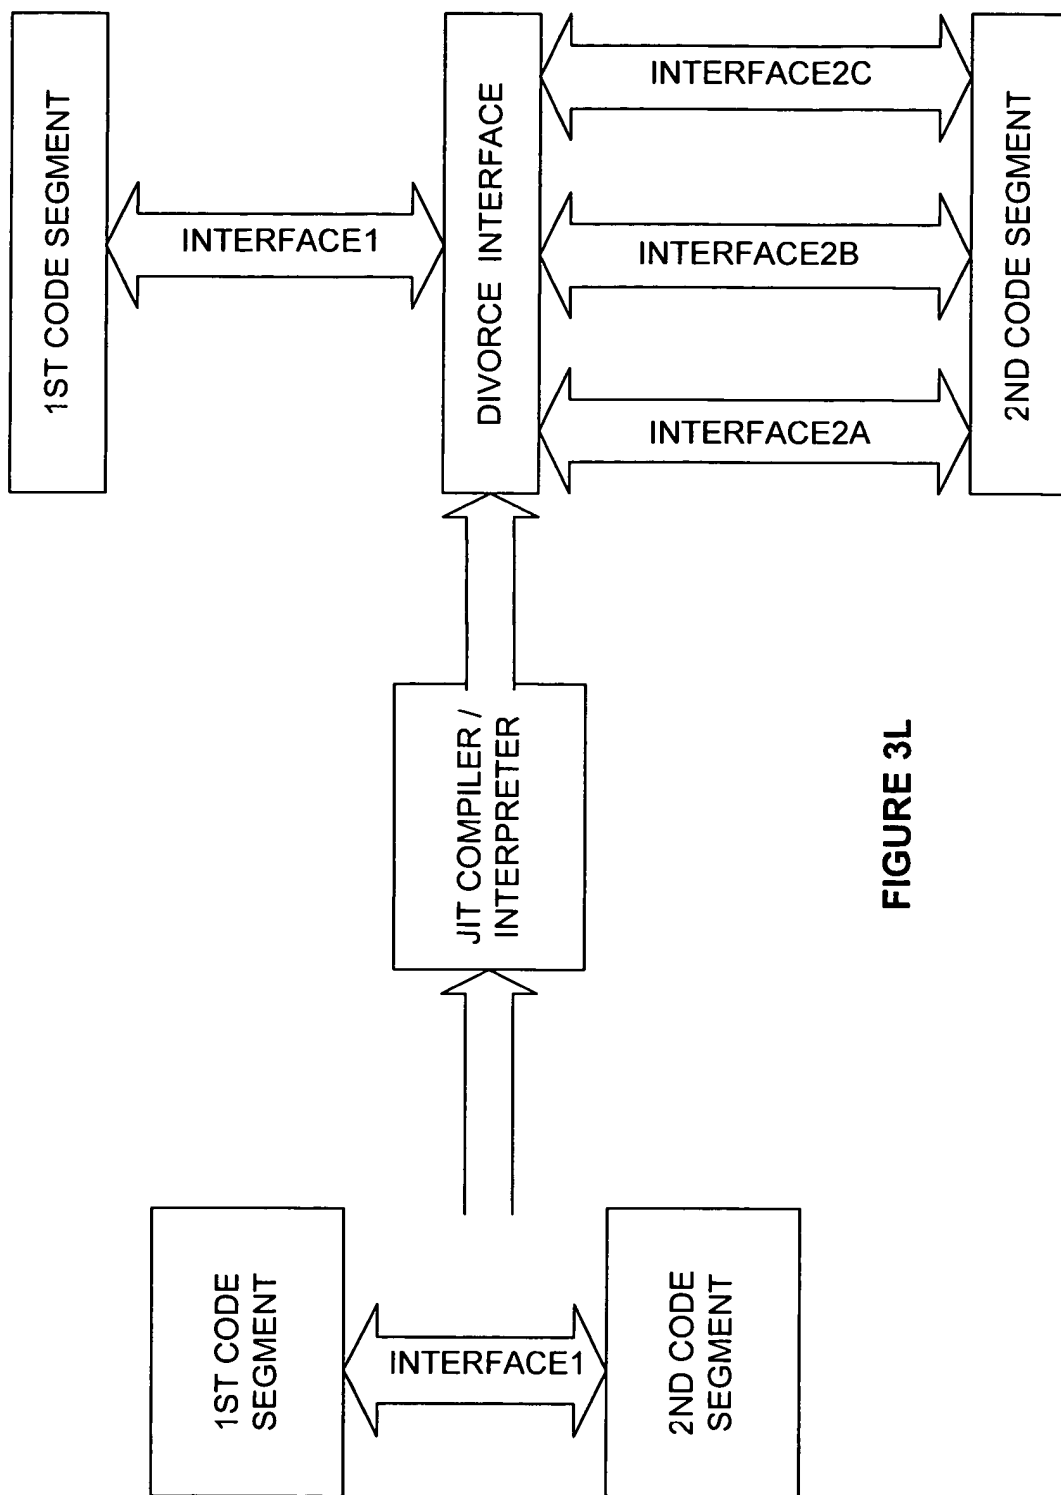 1ST CODE SEGMENT
INTERFACE1
DIVORCE INTERFACE
INTERFACE2A
INTERFACE2B
INTERFACE2C
2ND CODE SEGMENT
JIT COMPILER /
INTERPRETER
1ST CODE
SEGMENT
INTERFACE1
2ND CODE
SEGMENT
FIGURE 3L